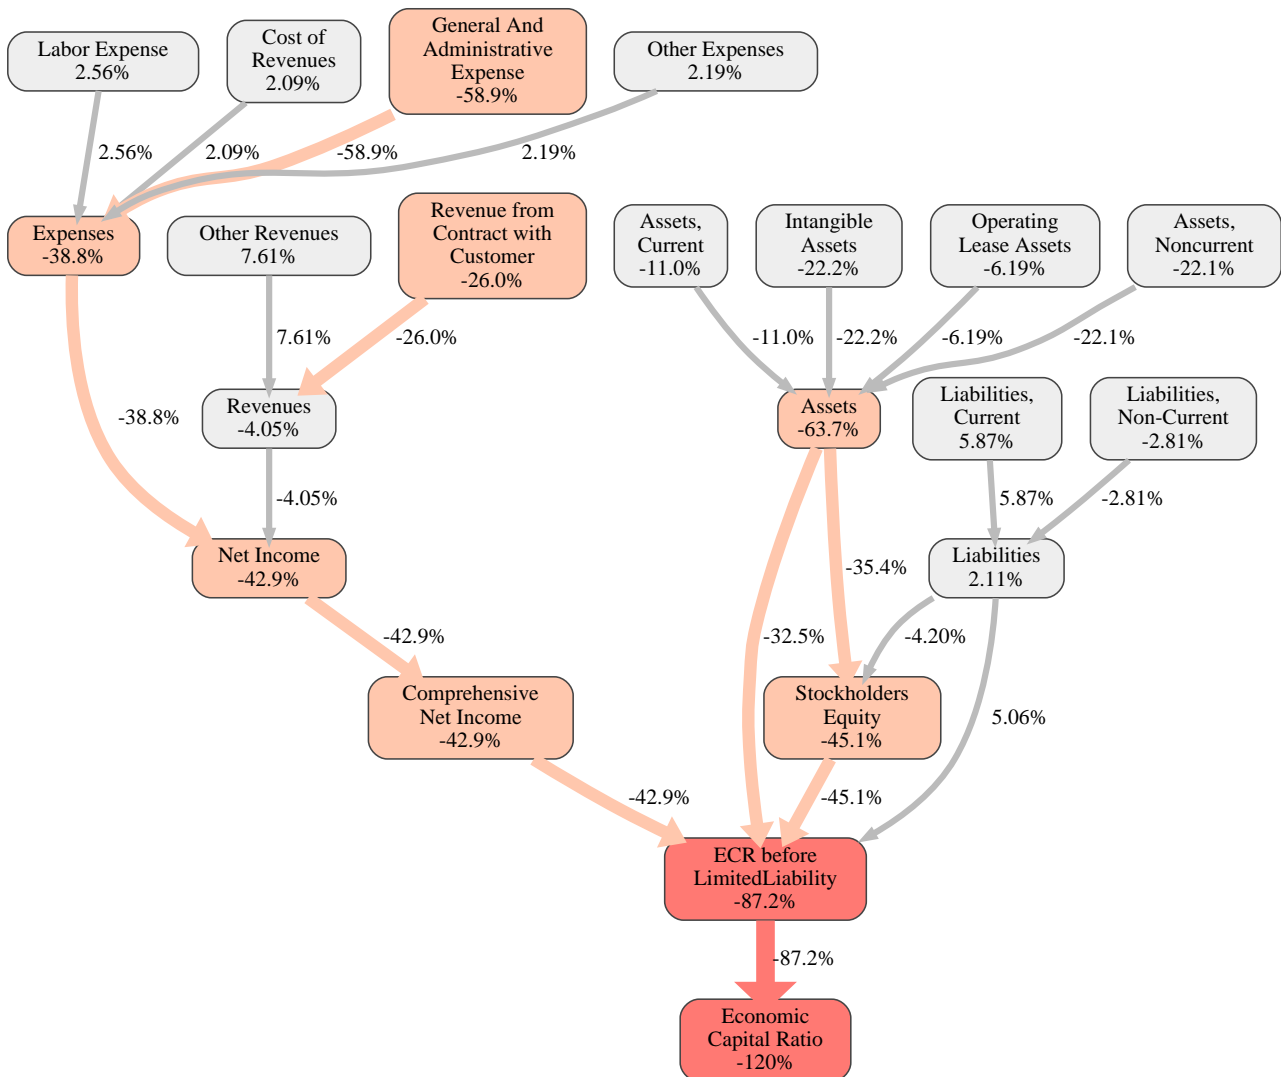 Labor Expense
2.56%
Cost of
Revenues
2.09%
General And
Administrative
Expense
-58.9%
Other Expenses
2.19%
2.56%
2.09%
-58.9%
2.19%
Expenses
-38.8%
Other Revenues
7.61%
Revenue from
Contract with
Customer
-26.0%
Assets,
Current
-11.0%
Intangible
Assets
-22.2%
Operating
Lease Assets
-6.19%
Assets,
Noncurrent
-22.1%
7.61%
-26.0%
-11.0%
-22.2%
-6.19%
-22.1%
-38.8%
Revenues
-4.05%
Assets
-63.7%
Liabilities,
Current
5.87%
Liabilities,
Non-Current
-2.81%
-4.05%
5.87%
-2.81%
Net Income
-42.9%
-35.4%
Liabilities
2.11%
-42.9%
-32.5%
-4.20%
Comprehensive
Net Income
-42.9%
Stockholders
Equity
-45.1%
5.06%
-42.9%
-45.1%
ECR before
LimitedLiability
-87.2%
-87.2%
Economic
Capital Ratio
-120%